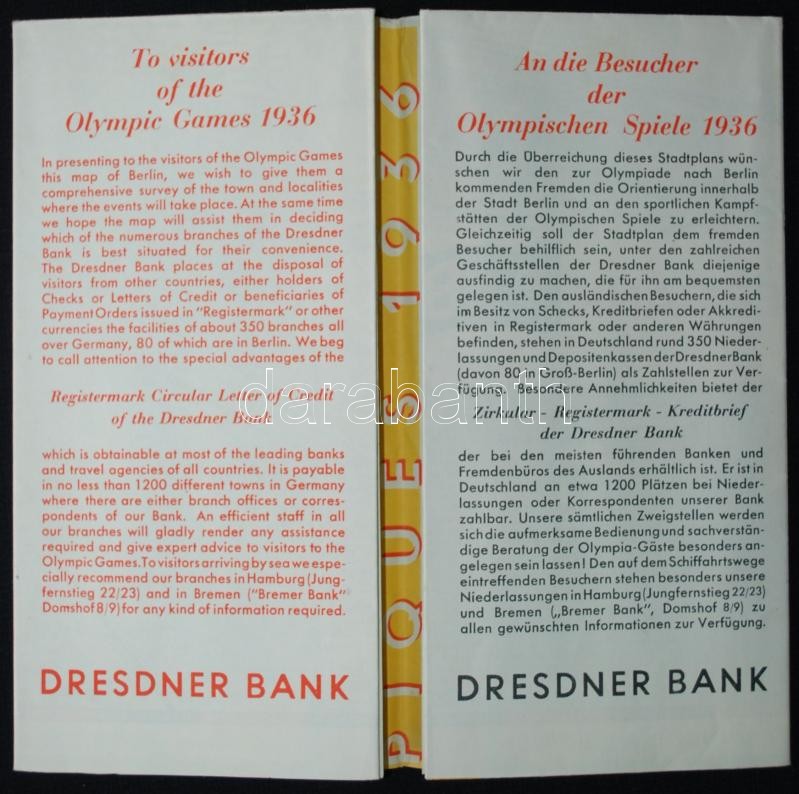 To visitors
of the
Olympic Games 1936
In presenting to the visitors of the Olympic Games
this map of Berlin, we wish to give them a
comprehensive survey of the town and localities
where the events will take place. At the same time
we hope the map will assist them in deciding
which of the numerous branches of the Dresdner
Bank is best situated for their convenience.
The Dresdner Bank places at the disposal of
visitors from other countries, either holders of
Checks or Letters of Credit or beneficiaries of
Payment Orders issued in "Registermark" or other
currencies the facilities of about 350 branches all
over Germany, 80 of which are in Berlin. We beg
to call attention to the special advantages of the
Registermark Circular Letter of Credit
of the Dresdner Bank
which is obtainable at most of the leading banks
and travel agencies of all countries. It is payable
in no less than 1200 different towns in Germany
where there are either branch offices or corres-
pondents of our Bank. An efficient staff in all
our branches will gladly render any assistance
required and give expert advice to visitors to the
Olympic Games. To visitors arriving by sea we espe-
cially recommend our branches in Hamburg (Jung-
fernstieg 22/23) and in Bremen ("Bremer Bank"
Domshof 8/9) for any kind of information required.
DRESDNER BANK
PIQUES 1936
An die Besucher
der
Olympischen Spiele 1936
Durch die Überreichung dieses Stadtplans wün-
schen wir den zur Olympiade nach Berlin
kommenden Fremden die Orientierung innerhalb
der Stadt Berlin und an den sportlichen Kampf-
stätten der Olympischen Spiele zu erleichtern.
Gleichzeitig soll der Stadtplan dem fremden
Besucher behilflich sein, unter den zahlreichen
Geschäftsstellen der Dresdner Bank diejenige
ausfindig zu machen, die für ihn am bequemsten
gelegen ist. Den ausländischen Besuchern, die sich
im Besitz von Schecks, Kreditbriefen oder Akkredi-
tiven in Registermark oder anderen Währungen
befinden, stehen in Deutschland rund 350 Nieder-
lassungen und Depositenkassen der Dresdner Bank
(davon 80 in Groß-Berlin) als Zahlstellen zur Ver-
fügung. Besondere Annehmlichkeiten bietet der
Zirkular - Registermark - Kreditbrief
der Dresdner Bank
der bei den meisten führenden Banken und
Fremdenbüros des Auslands erhältlich ist. Er ist in
Deutschland an etwa 1200 Plätzen bei Nieder-
lassungen oder Korrespondenten unserer Bank
zahlbar. Unsere sämtlichen Zweigstellen werden
sich die aufmerksame Bedienung und sachverstän-
dige Beratung der Olympia-Gäste besonders an-
gelegen sein lassen! Den auf dem Schiffahrtswege
eintreffenden Besuchern stehen besonders unsere
Niederlassungen in Hamburg (Jungfernstieg 22/23)
und Bremen („Bremer Bank", Domshof 8/9) zu
allen gewünschten Informationen zur Verfügung.
DRESDNER BANK
darabanth